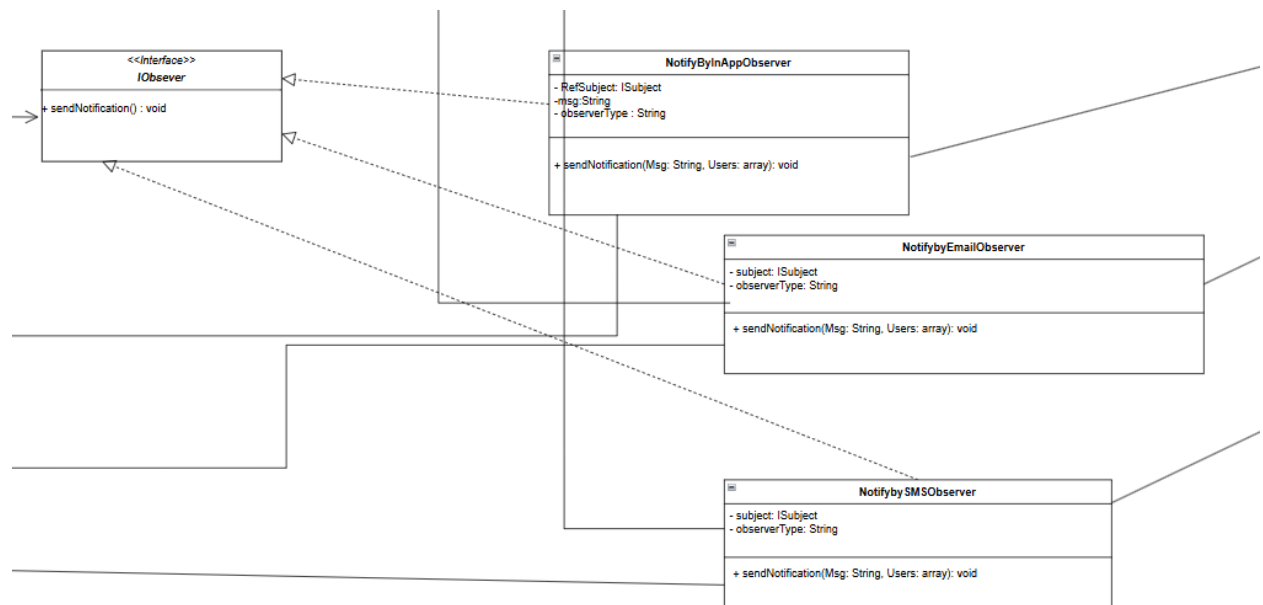 <<Interface>>
IObsever
+ sendNotification() : void
NotifyByInAppObserver
- RefSubject: ISubject
-msg:String
- observerType : String
+ sendNotification(Msg: String, Users: array): void
NotifybyEmailObserver
- subject: ISubject
- observerType: String
+ sendNotification(Msg: String, Users: array): void
NotifybySMSObserver
- subject: ISubject
- observerType: String
+ sendNotification(Msg: String, Users: array): void